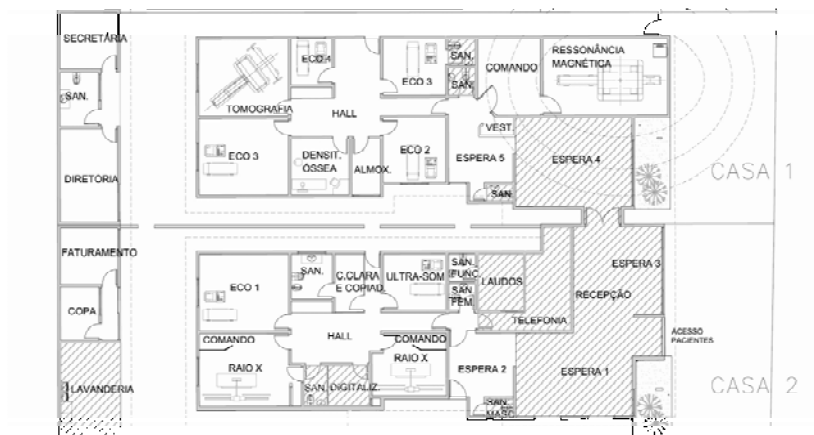 SECRETÁRIA
SAN.
DIRETORIA
FATURAMENTO
COPA
LAVANDERIA
TOMOGRAFIA
ECO 4
HALL
ECO 3
SAN.
SAN.
COMANDO
RESSONÂNCIA
MAGNÉTICA
ECO 3
DENSIT.
OSSEA
ALMOX.
ECO 2
VEST.
ESPERA 5
SAN.
ESPERA 4
CASA 1
ECO 1
SAN.
C.CLARA
E COPIAD.
ULTRA-SOM
SAN.
FUNC.
SAN.
FEM.
LAUDOS
ESPERA 3
RECEPÇÃO
TELEFONIA
HALL
COMANDO
RAIO X
SAN.
DIGITALIZ.
COMANDO
RAIO X
ESPERA 2
SAN.
MASC.
ESPERA 1
ACESSO
PACIENTES
CASA 2